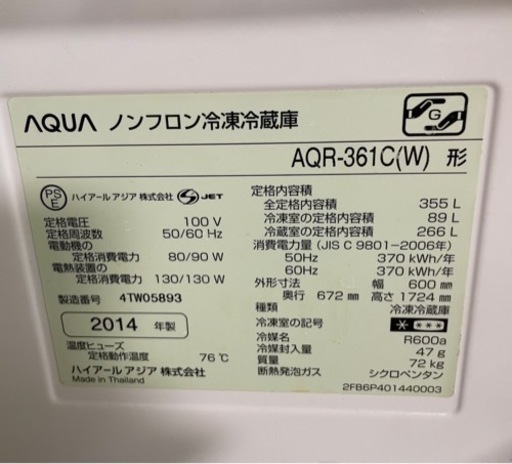 AQUA ノンフロン冷凍冷蔵庫
G
AQR-361C(W) 形
PS E ハイアール アジア 株式会社 S JET
定格電圧 100 V
定格周波数 50/60 Hz
電動機の
定格消費電力 80/90 W
電熱装置の
定格消費電力 130/130 W
製造番号 4TW05893
2014 年製
温度ヒューズ
定格動作温度 76℃
ハイアール アジア 株式会社
Made in Thailand
定格内容積
全定格内容積 355 L
冷凍室の定格内容積 89 L
冷蔵室の定格内容積 266 L
消費電力量 (JIS C 9801-2006年)
50Hz 370 kWh/年
60Hz 370 kWh/年
外形寸法 幅 600 mm
奥行 672 mm 高さ 1724 mm
種類 冷凍冷蔵庫
冷凍室の記号 * ***
冷媒名 R600a
冷媒封入量 47 g
質量 72 kg
断熱発泡ガス シクロペンタン
2FB6P401440003